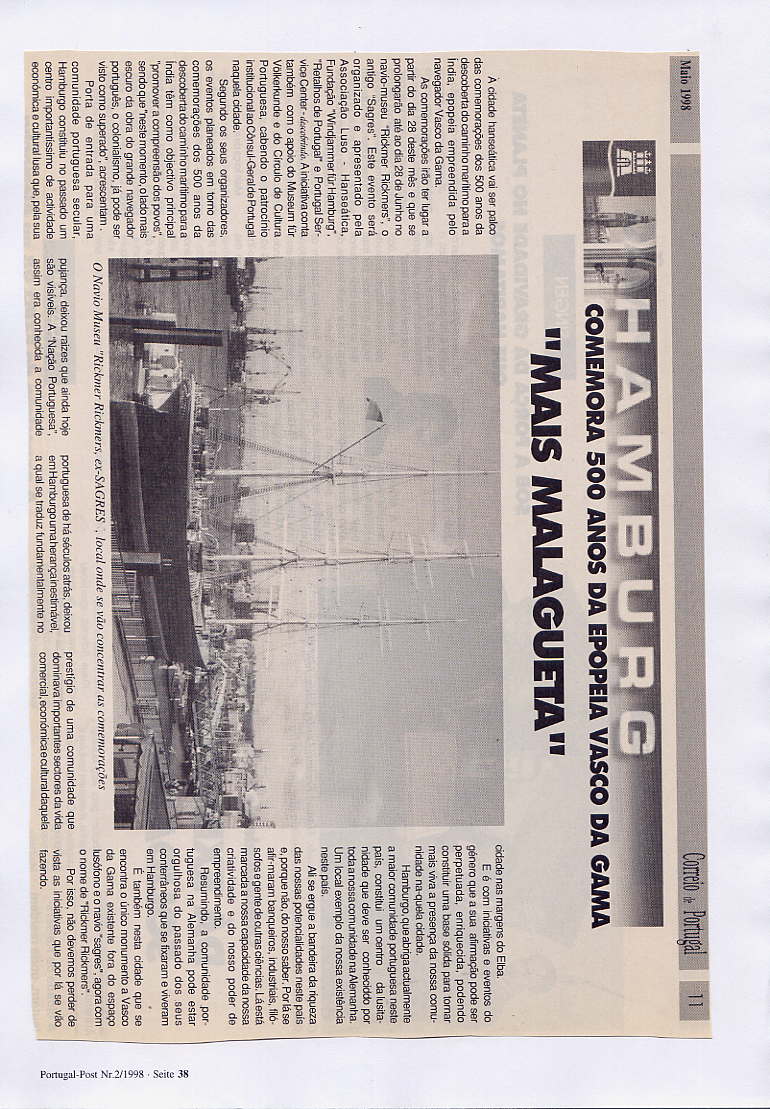 Maio 1998
Correio de Portugal
11
HAMBURG
COMEMORA 500 ANOS DA EPOPEIA VASCO DA GAMA
"MAIS MALAGUETA"
À cidade hanseática vai ser palco
das comemorações dos 500 anos da
descoberta do caminho marítimo para a
Índia, epopeia empreendida pelo
navegador Vasco da Gama.
As comemorações irão ter lugar a
partir do dia 28 deste mês e que se
prolongarão até ao dia 28 de Junho no
navio-museu "Rickmer Rickmers", o
antigo "Sagres". Este evento será
organizado e apresentado pela
Associação Luso - Hanseática,
Fundação "Windjammer für Hamburg",
"Retalhos de Portugal" e Portugal Ser-
vice Center - descobrindo. A iniciativa conta
também com o apoio do Museum für
Völkerkunde e do Círculo de Cultura
Portuguesa, cabendo o patrocínio
institucional ao Cônsul-Geral de Portugal
naquela cidade.
Segundo os seus organizadores,
os eventos planeados em torno das
comemorações dos 500 anos da
descoberta do caminho marítimo para a
Índia têm como objectivo principal
"promover a compreensão dos povos",
sendo que "neste momento, o lado mais
escuro da obra do grande navegador
português, o colonialismo, já pode ser
visto como superado", acrescentam.
Porta de entrada para uma
comunidade portuguesa secular,
Hamburgo constituiu no passado um
centro importantíssimo de actividade
económica e cultural lusa que, pela sua
O Navio Museu "Rickmer Rickmers, ex-SAGRES", local onde se vão concentrar as comemorações
pujança, deixou raízes que ainda hoje
são visíveis. A "Nação Portuguesa",
assim era conhecida a comunidade
portuguesa de há séculos atrás, deixou
em Hamburgo uma herança inestimável,
a qual se traduz fundamentalmente no
prestígio de uma comunidade que
dominava importantes sectores da vida
comercial, económica e cultural daquela
cidade nas margens do Elba.
E é com iniciativas e eventos do
género que a sua afirmação pode ser
perpetuada, enriquecida, podendo
constituir uma base sólida para tornar
mais viva a presença da nossa comu-
nidade na-quela cidade.
Hamburgo, que abriga actualmente
a maior comunidade portuguesa neste
país, constitui um centro da lusita-
nidade que deve ser conhecido por
toda a nossa comunidade na Alemanha.
Um local exemplo da nossa existência
neste país.
Ali se ergue a bandeira da riqueza
das nossas potencialidades neste país
e, porque não, do nosso saber. Por lá se
afirmaram banqueiros, industriais, filó-
sofos e gente de outras ciências. Lá está
marcada a nossa capacidade da nossa
criatividade e do nosso poder de
empreendimento.
Resumindo, a comunidade por-
tuguesa na Alemanha pode estar
orgulhosa do passado dos seus
conterrâneos que se fixaram e viveram
em Hamburgo.
É também nesta cidade que se
encontra o único monumento a Vasco
da Gama existente fora do espaço
lusófono e o navio "sagres", agora com
o nome de "Rickmer Rickmers"
Por isso, não devemos perder de
vista as iniciativas que por lá se vão
fazendo.
Portugal-Post Nr.2/1998 · Seite 38